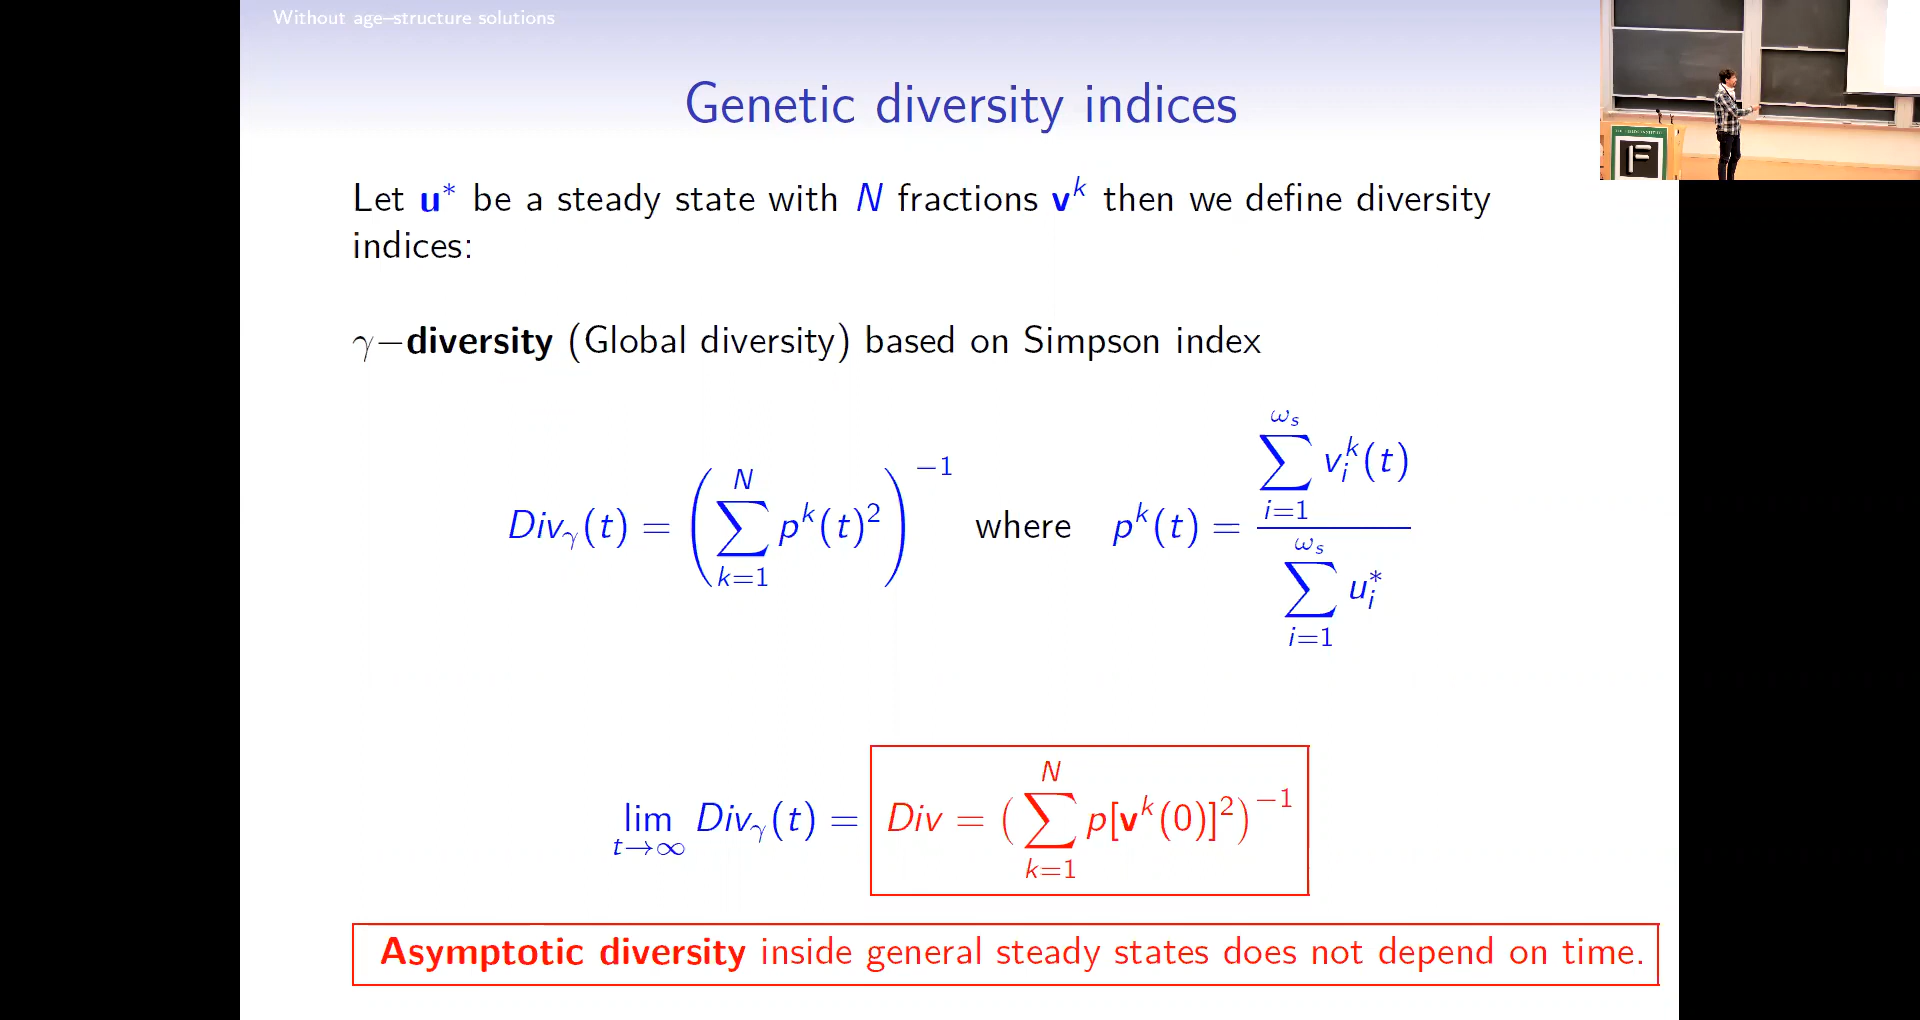 Without age–structure solutions
Genetic diversity indices
Let u* be a steady state with N fractions v^k then we define diversity
indices:
γ−diversity (Global diversity) based on Simpson index
Div_γ(t) = (∑_{k=1}^{N} p^k(t)^2)^{−1} where p^k(t) = \frac{∑_{i=1}^{ω_s} v_i^k(t)}{∑_{i=1}^{ω_s} u_i^*}
lim_{t→∞} Div_γ(t) = Div = (∑_{k=1}^{N} p[v^k(0)]^2)^{−1}
Asymptotic diversity inside general steady states does not depend on time.
F